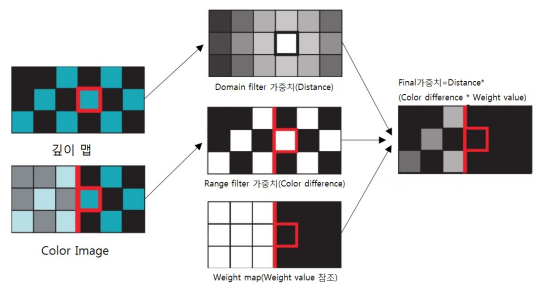 Domain filter 가중치(Distance)
Final가중치=Distance*
(Color difference * Weight value)
깊이 맵
Range filter 가중치(Color difference)
Color Image
Weight map(Weight value 참조)